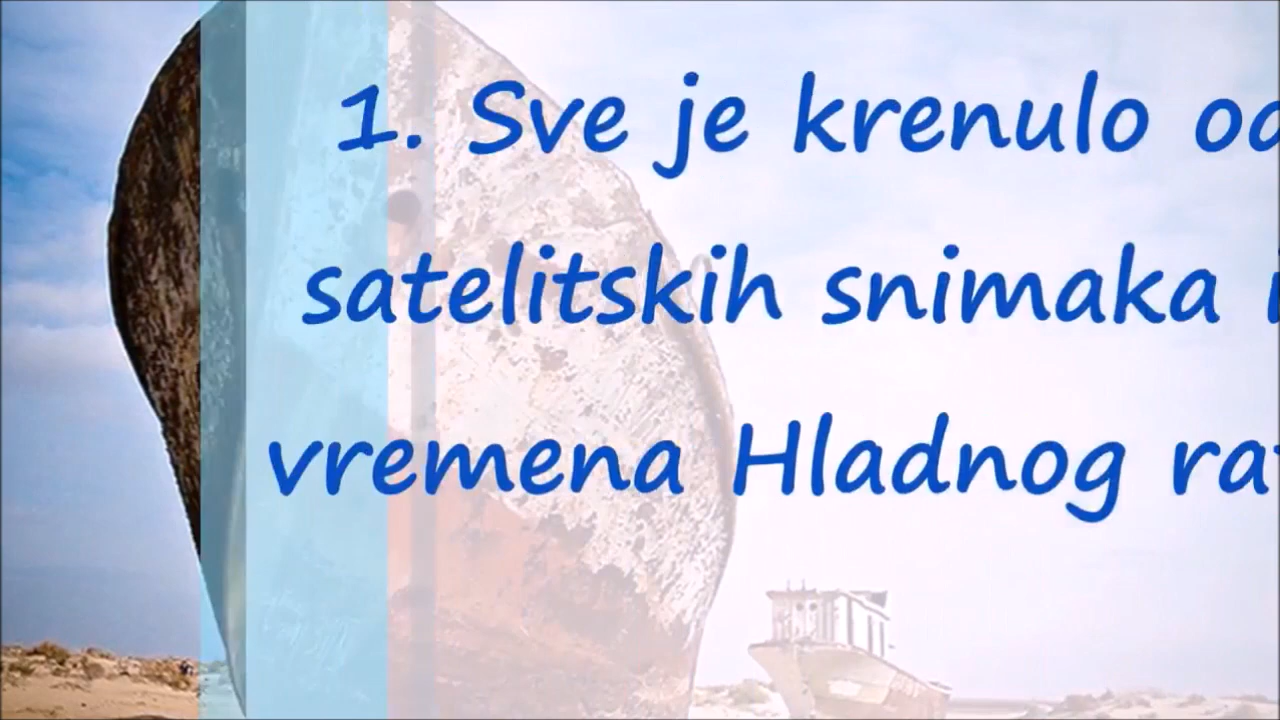 1. Sve je krenulo
satelitskih snimaka
vremena Hladnog